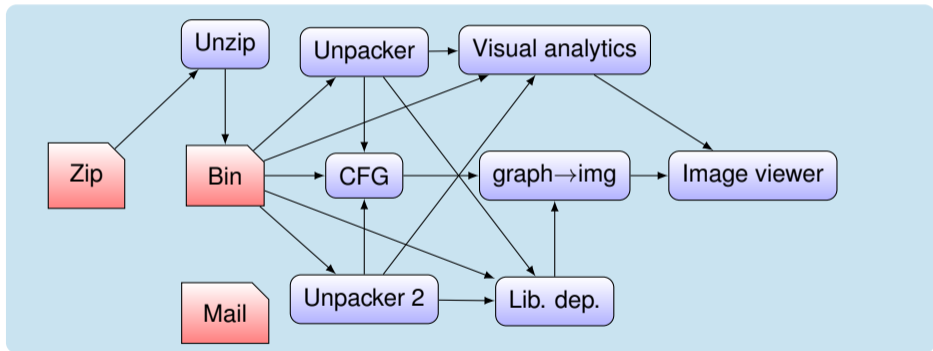 Unzip
Unpacker
Visual analytics
Zip
Bin
CFG
graph→img
Image viewer
Mail
Unpacker 2
Lib. dep.